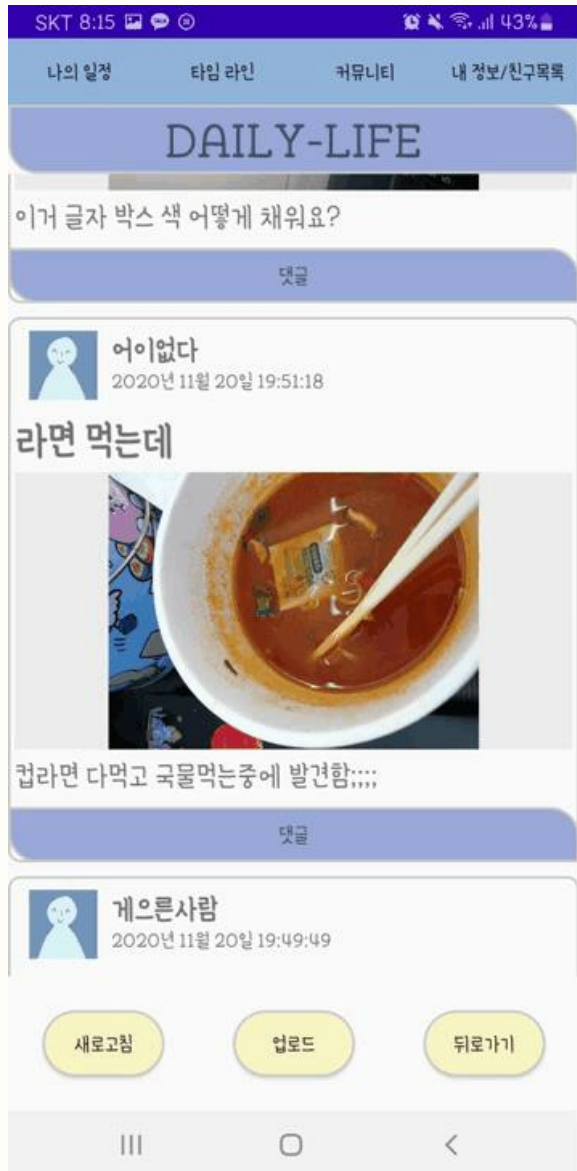 SKT 8:15 43%
나의 일정 타임 라인 커뮤니티 내 정보/친구목록
DAILY-LIFE
이거 글자 박스 색 어떻게 채워요?
댓글
어이없다
2020년 11월 20일 19:51:18
라면 먹는데
컵라면 다먹고 국물먹는중에 발견함;;;;
댓글
게으른사람
2020년 11월 20일 19:49:49
새로고침 업로드 뒤로가기